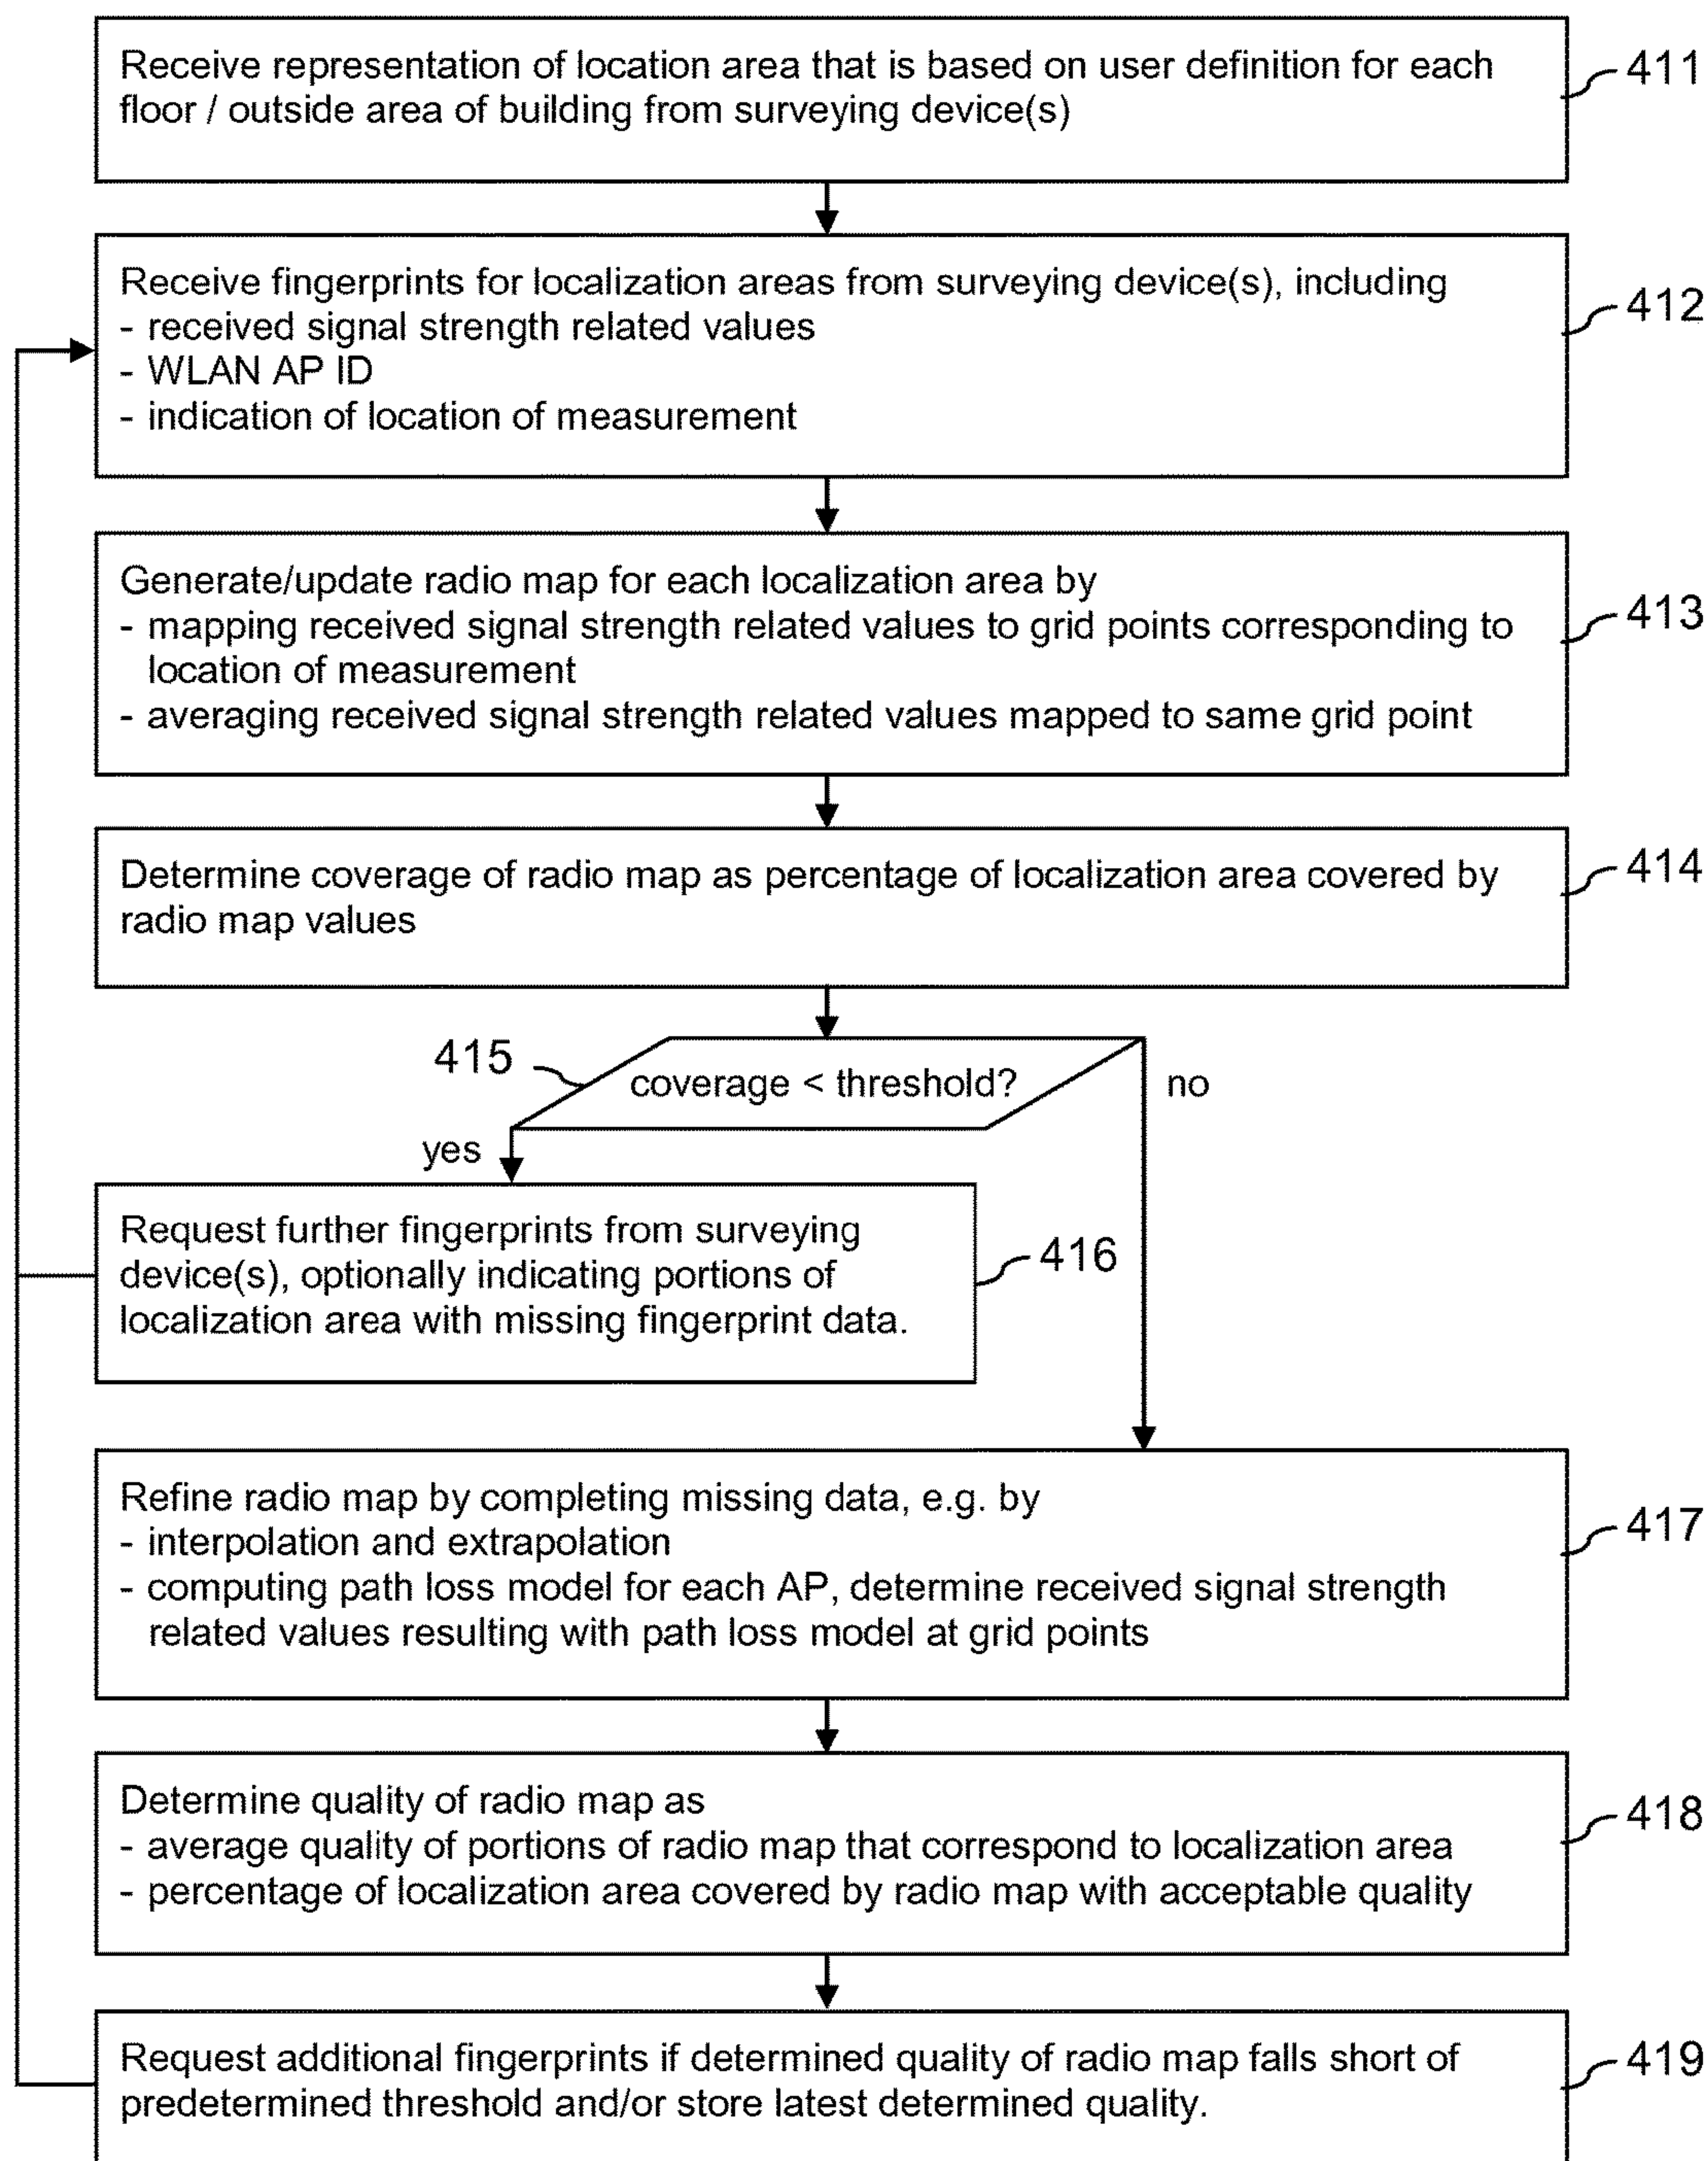 Receive representation of location area that is based on user definition for each
floor / outside area of building from surveying device(s)
411
Receive fingerprints for localization areas from surveying device(s), including
- received signal strength related values
- WLAN AP ID
- indication of location of measurement
412
Generate/update radio map for each localization area by
- mapping received signal strength related values to grid points corresponding to
location of measurement
- averaging received signal strength related values mapped to same grid point
413
Determine coverage of radio map as percentage of localization area covered by
radio map values
414
415
coverage < threshold?
no
yes
Request further fingerprints from surveying
device(s), optionally indicating portions of
localization area with missing fingerprint data.
416
Refine radio map by completing missing data, e.g. by
- interpolation and extrapolation
- computing path loss model for each AP, determine received signal strength
related values resulting with path loss model at grid points
417
Determine quality of radio map as
- average quality of portions of radio map that correspond to localization area
- percentage of localization area covered by radio map with acceptable quality
418
Request additional fingerprints if determined quality of radio map falls short of
predetermined threshold and/or store latest determined quality.
419